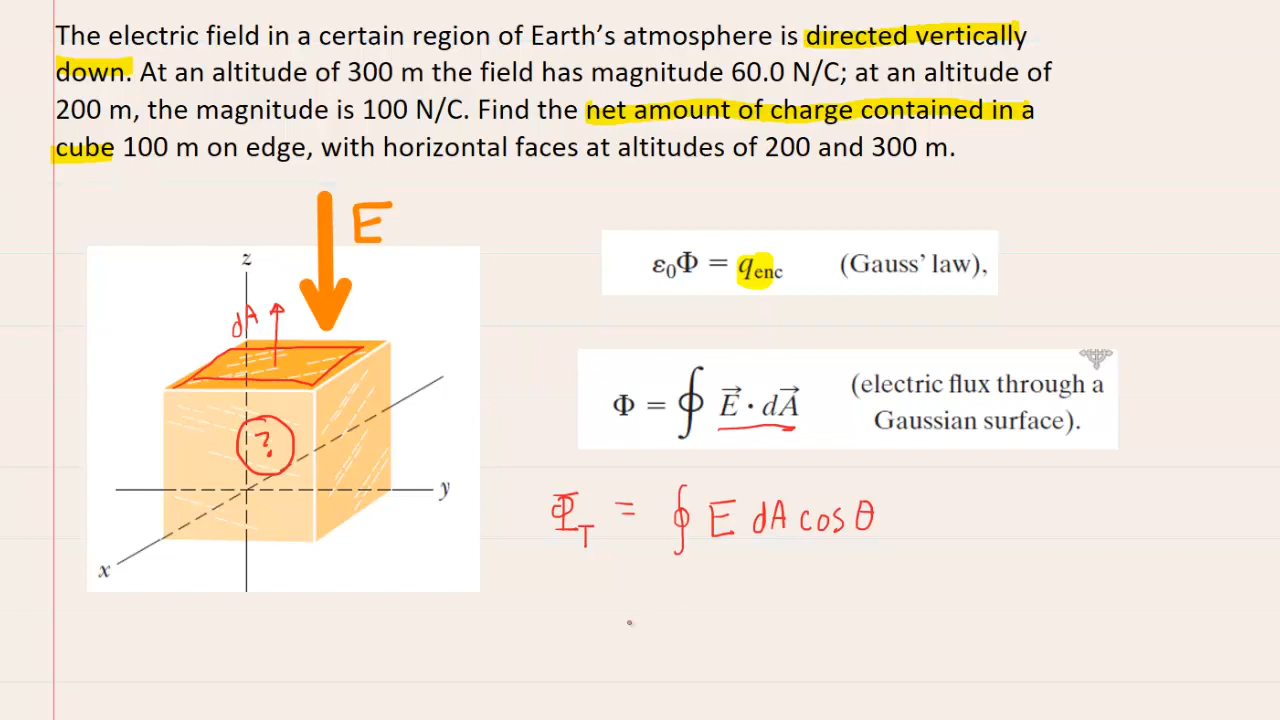 The electric field in a certain region of Earth’s atmosphere is directed vertically
down. At an altitude of 300 m the field has magnitude 60.0 N/C; at an altitude of
200 m, the magnitude is 100 N/C. Find the net amount of charge contained in a
cube 100 m on edge, with horizontal faces at altitudes of 200 and 300 m.
E
z
dA
?
y
x
ε₀Φ = q_enc (Gauss’ law),
Φ = ∮ E⃗ · dA⃗ (electric flux through a
Gaussian surface).
Φ_T = ∮ E dA cos θ